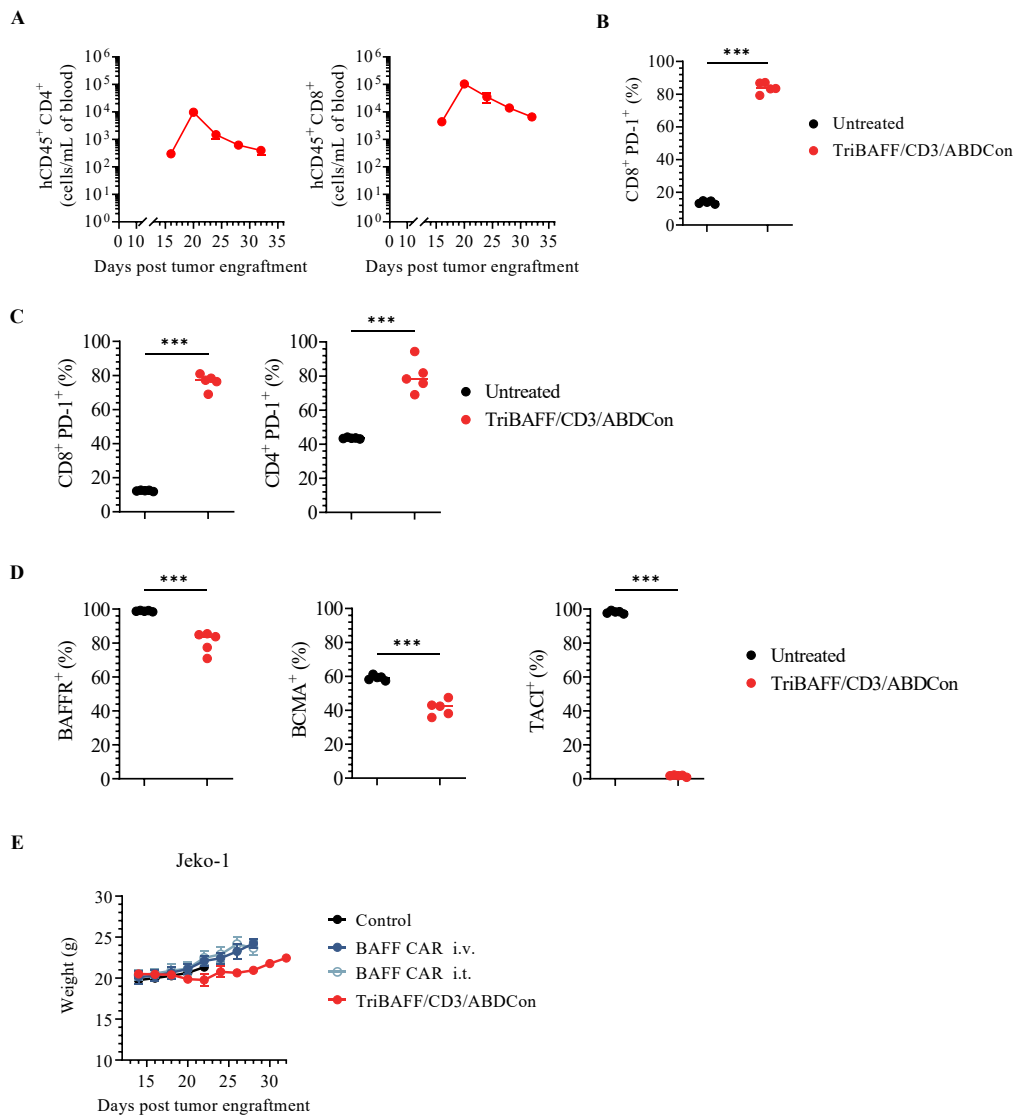 A
hCD45⁺ CD4⁺
(cells/mL of blood)
10⁶
10⁵
10⁴
10³
10²
10¹
10⁰
0 10 15 20 25 30 35
Days post tumor engraftment
hCD45⁺ CD8⁺
(cells/mL of blood)
10⁶
10⁵
10⁴
10³
10²
10¹
10⁰
0 10 15 20 25 30 35
Days post tumor engraftment
B
CD8⁺ PD-1⁺ (%)
100
80
60
40
20
0
***
Untreated
TriBAFF/CD3/ABDCon
C
CD8⁺ PD-1⁺ (%)
100
80
60
40
20
0
***
CD4⁺ PD-1⁺ (%)
100
80
60
40
20
0
***
Untreated
TriBAFF/CD3/ABDCon
D
BAFFR⁺ (%)
100
80
60
40
20
0
***
BCMA⁺ (%)
100
80
60
40
20
0
***
TACI⁺ (%)
100
80
60
40
20
0
***
Untreated
TriBAFF/CD3/ABDCon
E
Jeko-1
Weight (g)
30
25
20
15
10
15 20 25 30
Days post tumor engraftment
Control
BAFF CAR i.v.
BAFF CAR i.t.
TriBAFF/CD3/ABDCon